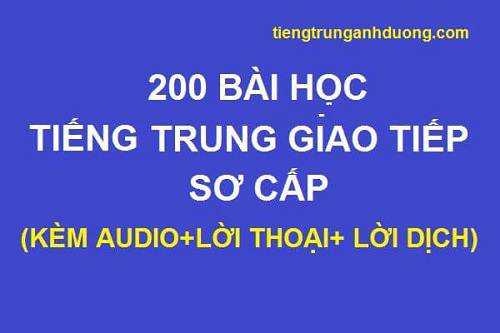 tiengtrunganhduong.com
200 BÀI HỌC
TIẾNG TRUNG GIAO TIẾP
SƠ CẤP
(KÈM AUDIO+LỜI THOẠI+ LỜI DỊCH)